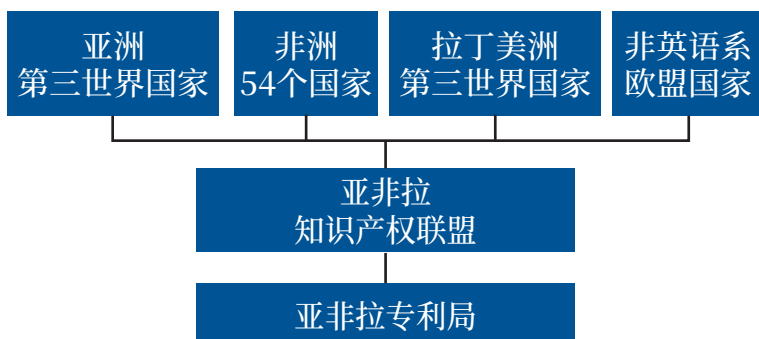 亚洲
第三世界国家
非洲
54个国家
拉丁美洲
第三世界国家
非英语系
欧盟国家
亚非拉
知识产权联盟
亚非拉专利局